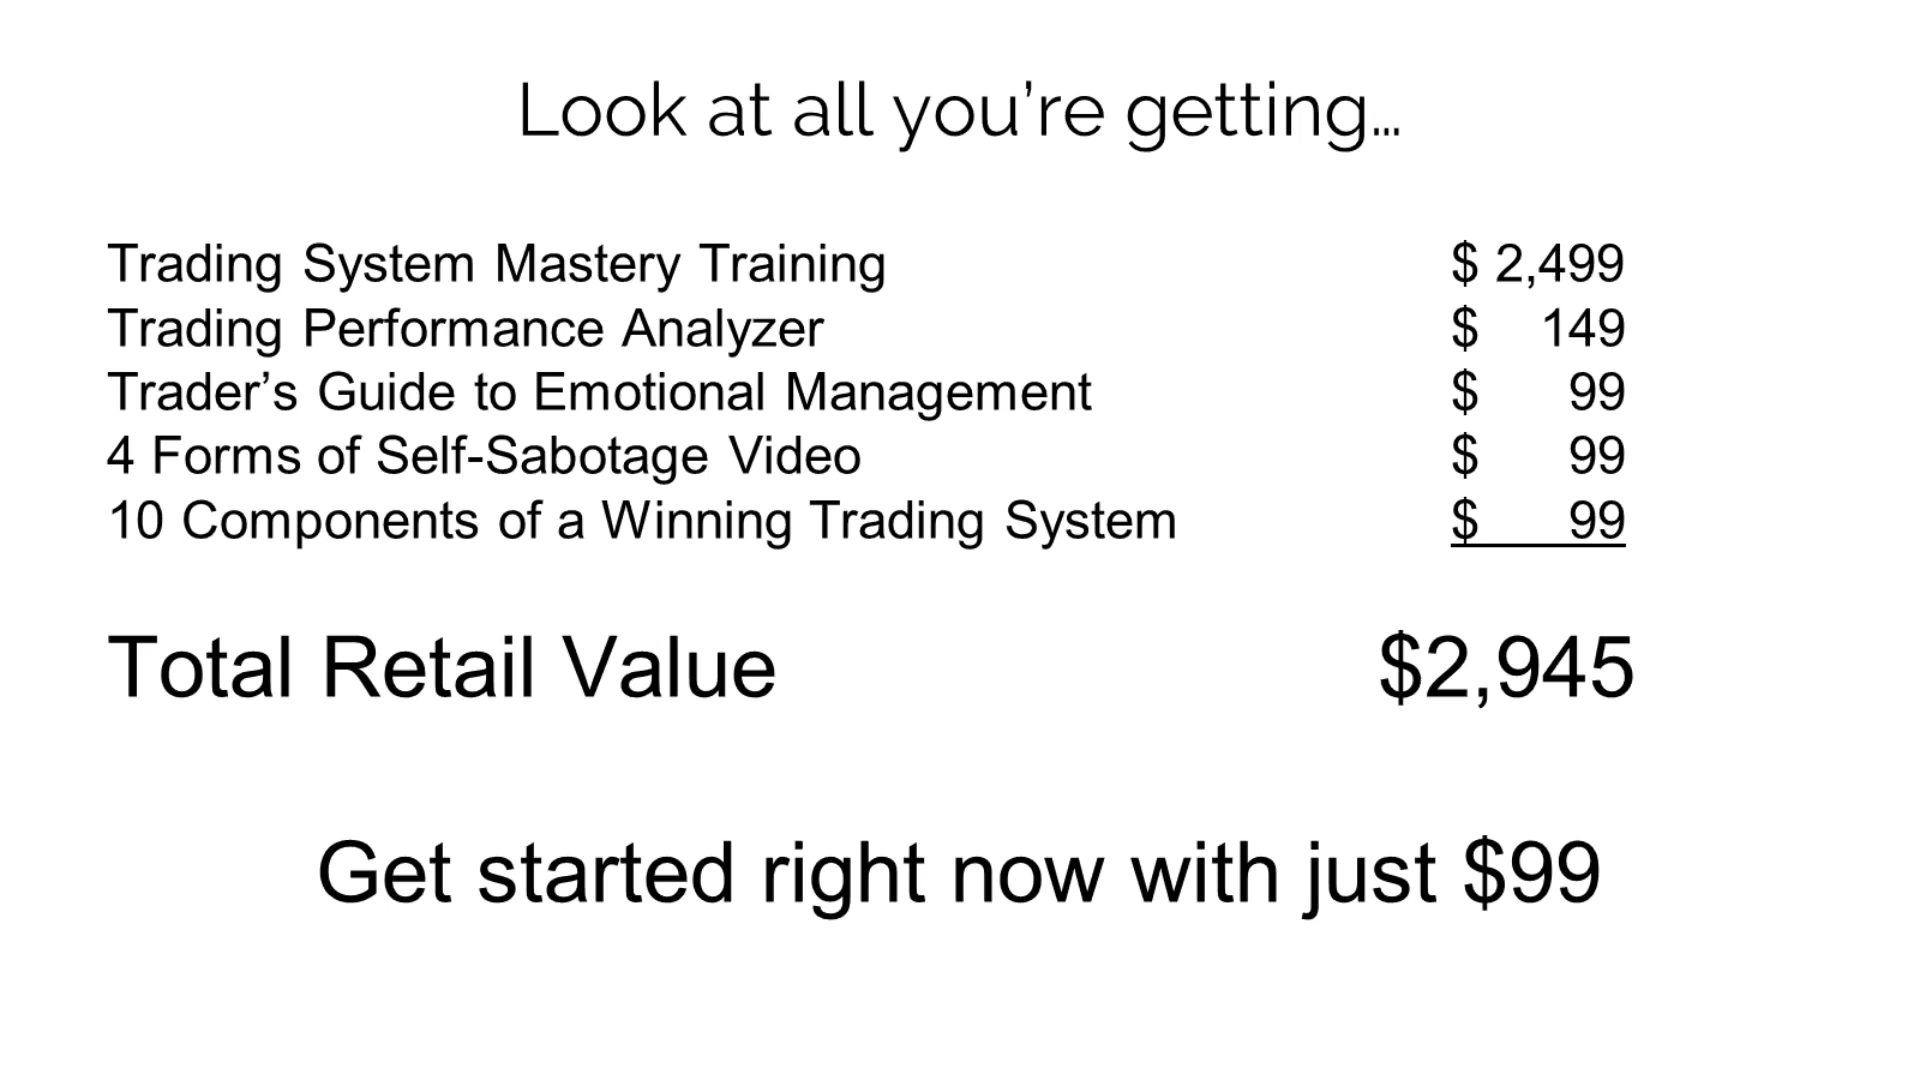 Look at all you’re getting…
Trading System Mastery Training $ 2,499
Trading Performance Analyzer $ 149
Trader’s Guide to Emotional Management $ 99
4 Forms of Self-Sabotage Video $ 99
10 Components of a Winning Trading System $ 99
Total Retail Value $2,945
Get started right now with just $99